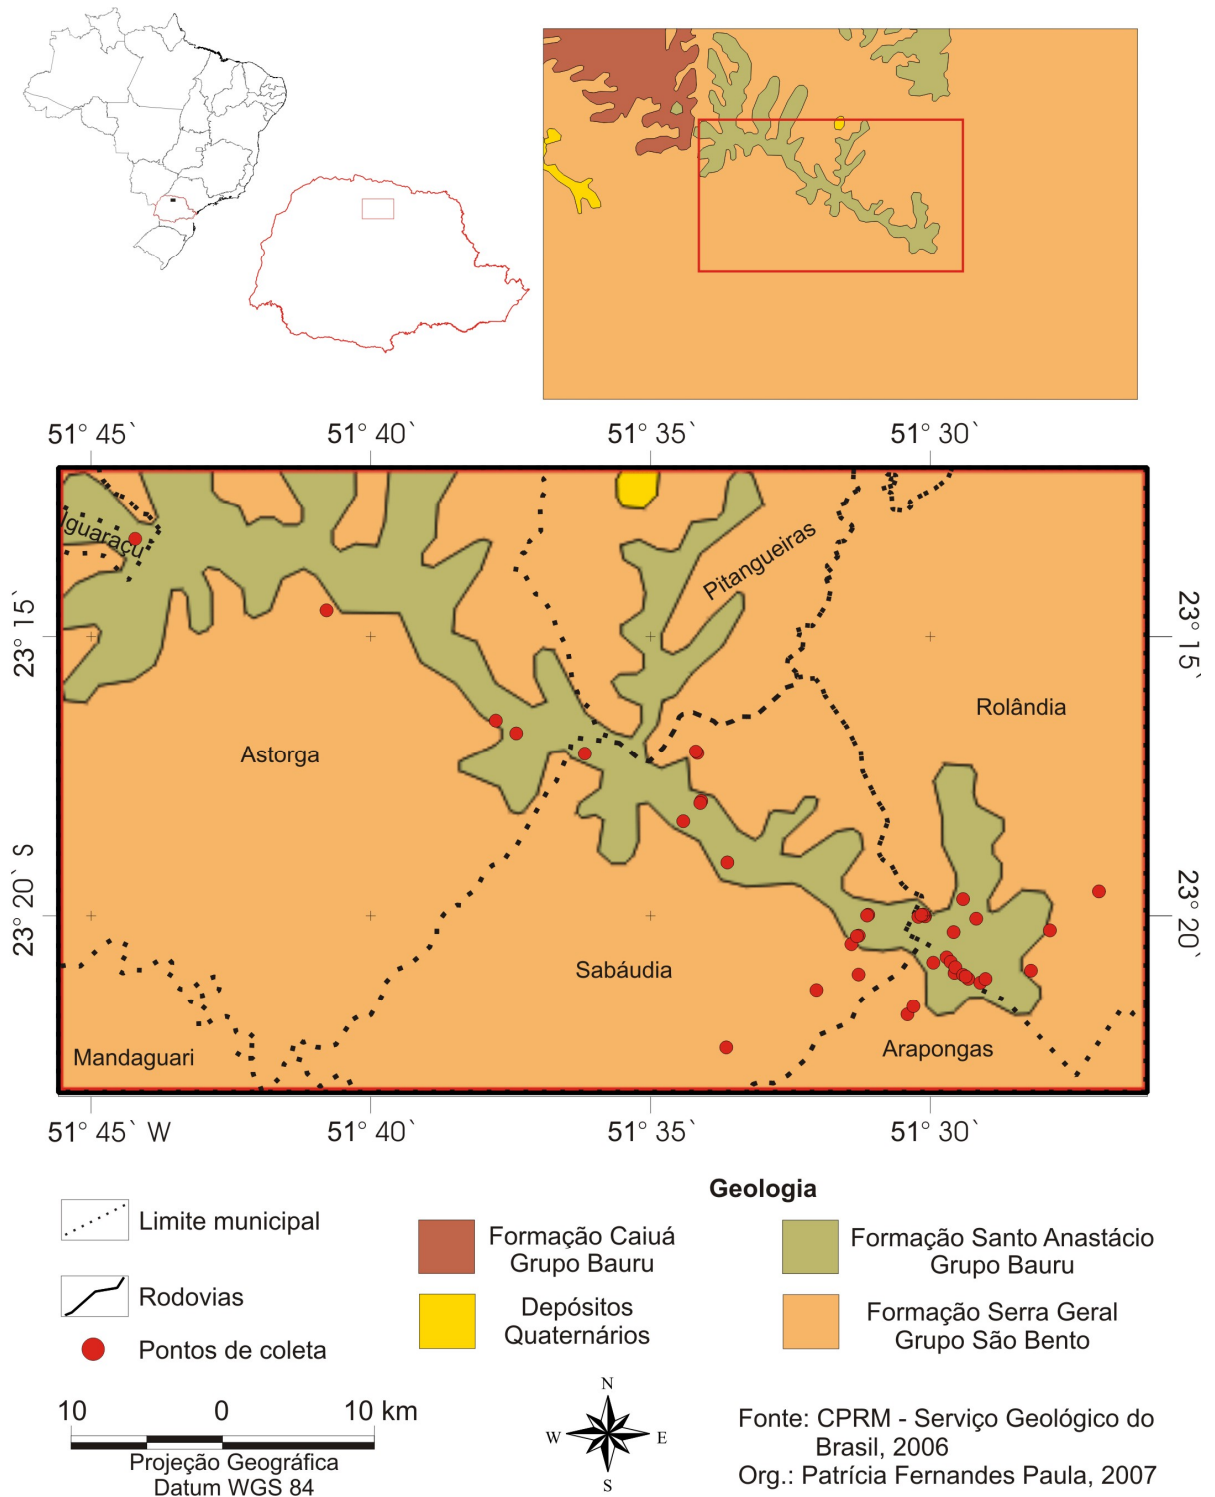 51° 45` 51° 40` 51° 35` 51° 30`
Iguaraçu
Pitangueiras
23° 15` 23° 15`
Rolândia
Astorga
23° 20` S 23° 20`
Sabáudia
Mandaguari
Arapongas
51° 45` W 51° 40` 51° 35` 51° 30`
Geologia
Limite municipal
Rodovias
Pontos de coleta
Formação Caiuá
Grupo Bauru
Depósitos
Quaternários
Formação Santo Anastácio
Grupo Bauru
Formação Serra Geral
Grupo São Bento
10 0 10 km
Projeção Geográfica
Datum WGS 84
N
W E
S
Fonte: CPRM - Serviço Geológico do
Brasil, 2006
Org.: Patrícia Fernandes Paula, 2007